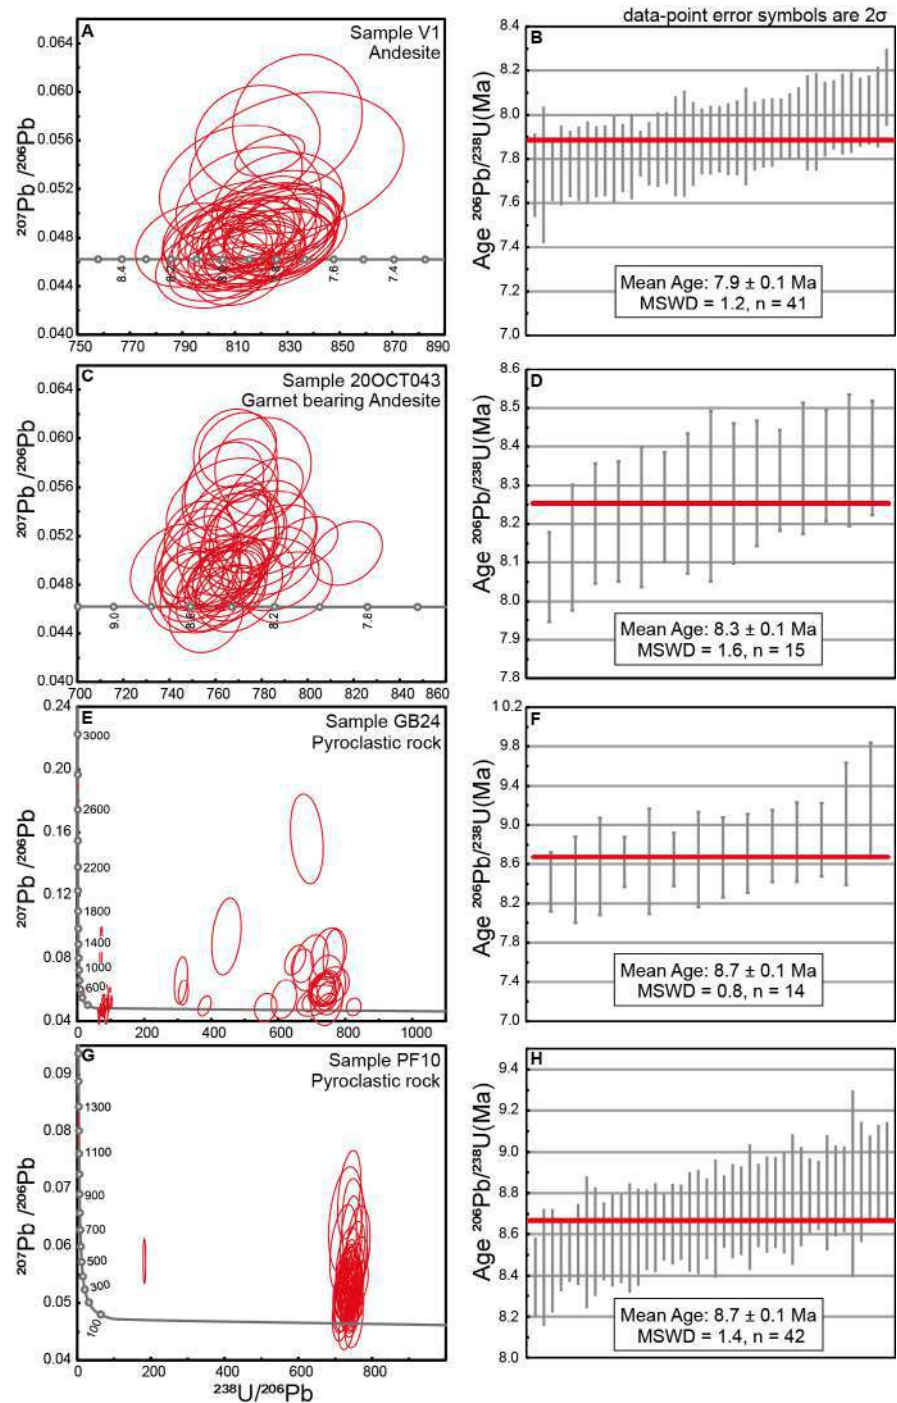 data-point error symbols are 2σ
A
Sample V1
Andesite
0.064
0.060
0.056
0.052
0.048
0.044
0.040
207Pb /206Pb
8.4
8.2
8.0
7.8
7.6
7.4
750 770 790 810 830 850 870 890
B
8.4
8.2
8.0
7.8
7.6
7.4
7.2
7.0
Age 206Pb/238U(Ma)
Mean Age: 7.9 ± 0.1 Ma
MSWD = 1.2, n = 41
C
Sample 20OCT043
Garnet bearing Andesite
0.064
0.060
0.056
0.052
0.048
0.044
0.040
207Pb /206Pb
9.0
8.6
8.2
7.8
700 720 740 760 780 800 820 840 860
D
8.6
8.5
8.4
8.3
8.2
8.1
8.0
7.9
7.8
Age 206Pb/238U(Ma)
Mean Age: 8.3 ± 0.1 Ma
MSWD = 1.6, n = 15
E
Sample GB24
Pyroclastic rock
0.24
0.20
0.16
0.12
0.08
0.04
207Pb /206Pb
3000
2600
2200
1800
1400
1000
600
0 200 400 600 800 1000
F
10.2
9.8
9.4
9.0
8.6
8.2
7.8
7.4
7.0
Age 206Pb/238U(Ma)
Mean Age: 8.7 ± 0.1 Ma
MSWD = 0.8, n = 14
G
Sample PF10
Pyroclastic rock
0.09
0.08
0.07
0.06
0.05
0.04
207Pb /206Pb
1300
1100
900
700
500
300
100
0 200 400 600 800
238U/206Pb
H
9.4
9.2
9.0
8.8
8.6
8.4
8.2
8.0
Age 206Pb/238U(Ma)
Mean Age: 8.7 ± 0.1 Ma
MSWD = 1.4, n = 42